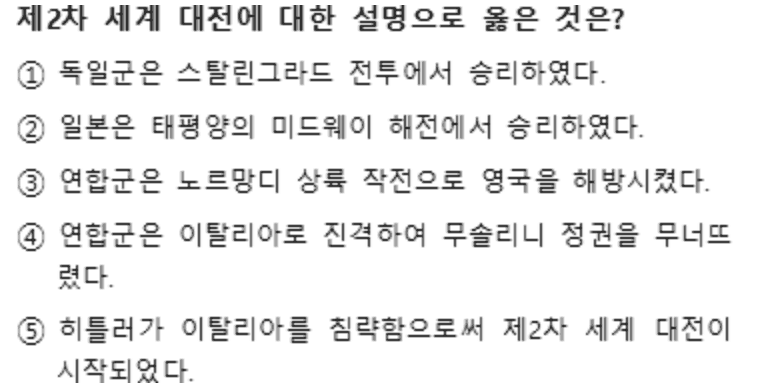 제2차 세계 대전에 대한 설명으로 옳은 것은?
① 독일군은 스탈린그라드 전투에서 승리하였다.
② 일본은 태평양의 미드웨이 해전에서 승리하였다.
③ 연합군은 노르망디 상륙 작전으로 영국을 해방시켰다.
④ 연합군은 이탈리아로 진격하여 무솔리니 정권을 무너뜨
렸다.
⑤ 히틀러가 이탈리아를 침략함으로써 제2차 세계 대전이
시작되었다.